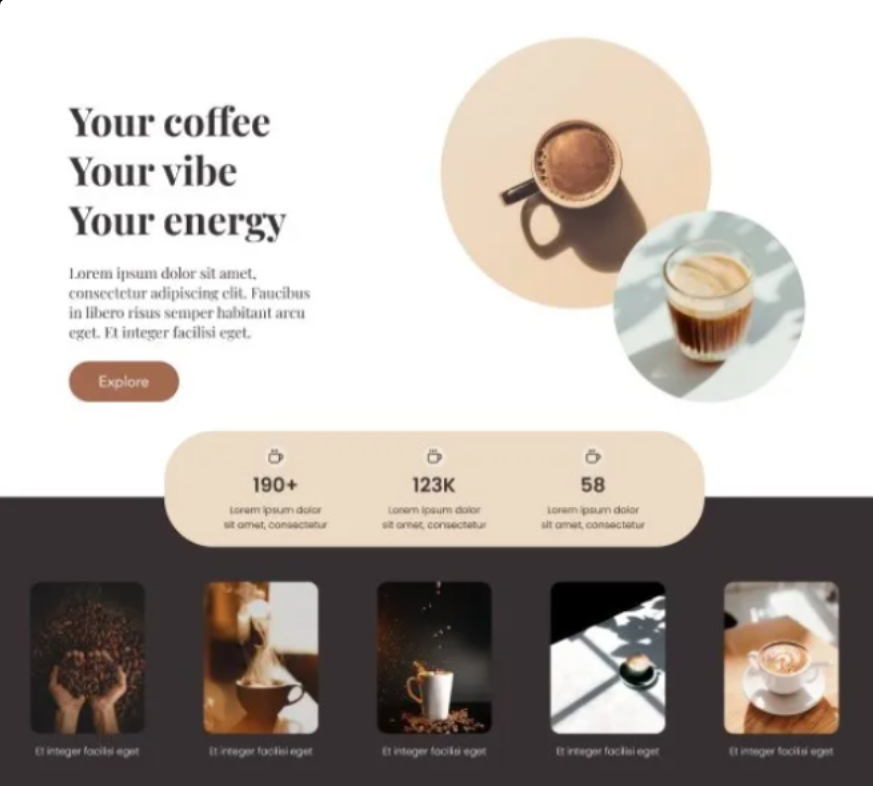 Your coffee
Your vibe
Your energy
Lorem ipsum dolor sit amet,
consectetur adipiscing elit. Faucibus
in libero risus semper habitant arcu
eget. Et integer facilisi eget.
Explore
190+
Lorem ipsum dolor
sit amet, consectetur
123K
Lorem ipsum dolor
sit amet, consectetur
58
Lorem ipsum dolor
sit amet, consectetur
Et integer facilisi eget
Et integer facilisi eget
Et integer facilisi eget
Et integer facilisi eget
Et integer facilisi eget